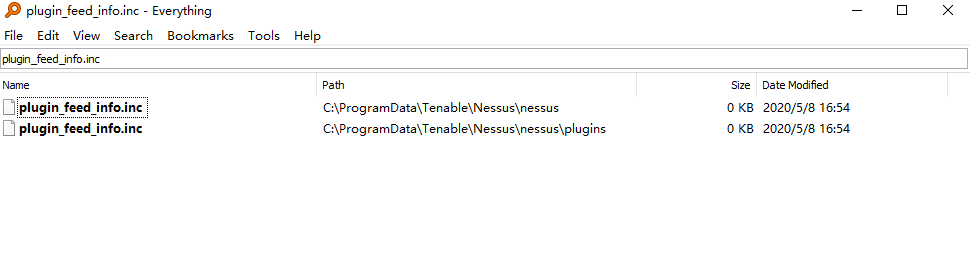 plugin_feed_info.inc - Everything
File Edit View Search Bookmarks Tools Help
plugin_feed_info.inc
Name Path Size Date Modified
plugin_feed_info.inc C:\ProgramData\Tenable\Nessus\nessus 0 KB 2020/5/8 16:54
plugin_feed_info.inc C:\ProgramData\Tenable\Nessus\nessus\plugins 0 KB 2020/5/8 16:54